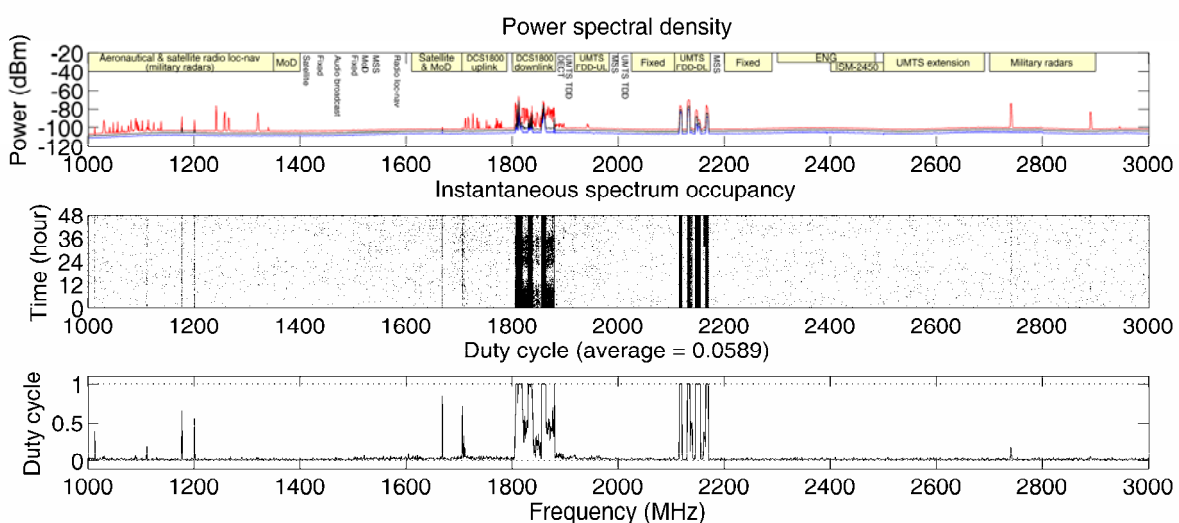 Power spectral density
Power (dBm)
-20
-40
-60
-80
-100
-120
Aeronautical & satellite radio loc-nav
(military radars)
MoD
Satellite
Fixed
Audio broadcast
Fixed
MoD
MSS
Radio loc-nav
Satellite
& MoD
DCS1800
uplink
DCS1800
downlink
DECT
UMTS TDD
UMTS
FDD-UL
MSS
UMTS TDD
Fixed
UMTS
FDD-DL
MSS
Fixed
ENG
ISM-2450
UMTS extension
Military radars
1000 1200 1400 1600 1800 2000 2200 2400 2600 2800 3000
Instantaneous spectrum occupancy
Time (hour)
48
36
24
12
0
1000 1200 1400 1600 1800 2000 2200 2400 2600 2800 3000
Duty cycle (average = 0.0589)
Duty cycle
1
0.5
0
1000 1200 1400 1600 1800 2000 2200 2400 2600 2800 3000
Frequency (MHz)